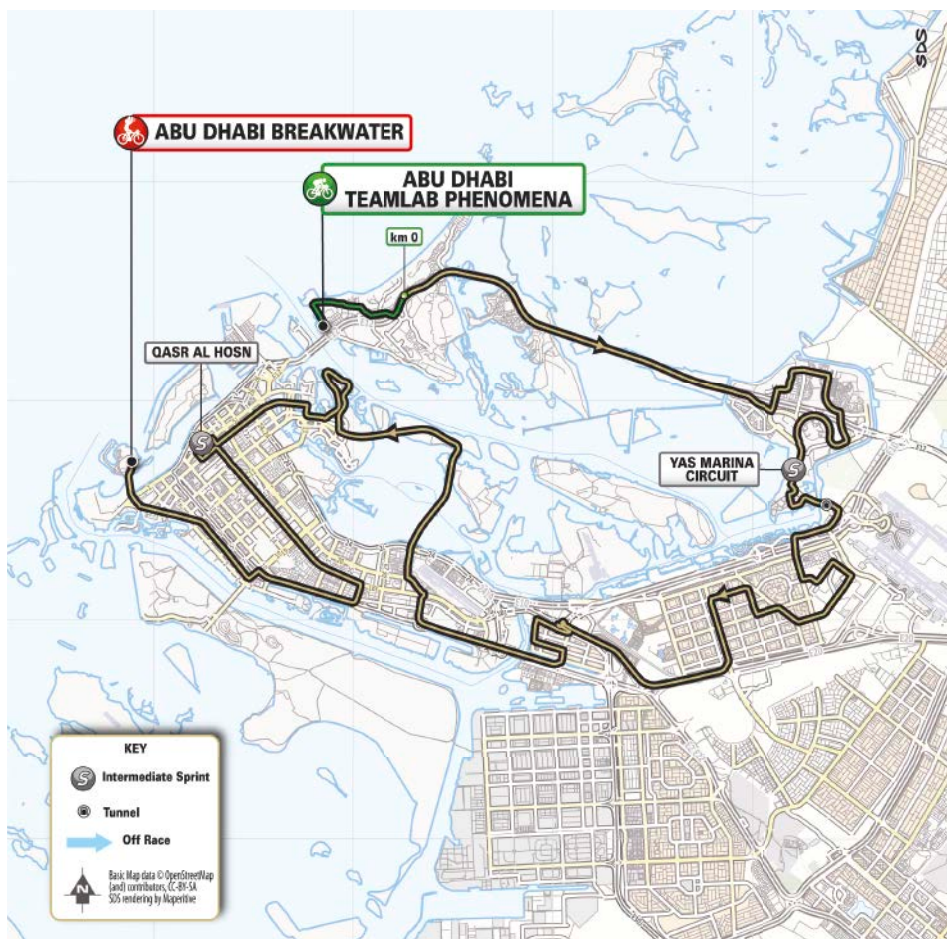 SDS
ABU DHABI BREAKWATER
ABU DHABI
TEAMLAB PHENOMENA
km 0
QASR AL HOSN
S
YAS MARINA
CIRCUIT
S
KEY
S Intermediate Sprint
Tunnel
Off Race
N
Basic Map data © OpenStreetMap
(and) contributors, CC-BY-SA
SDS rendering by Maperitive